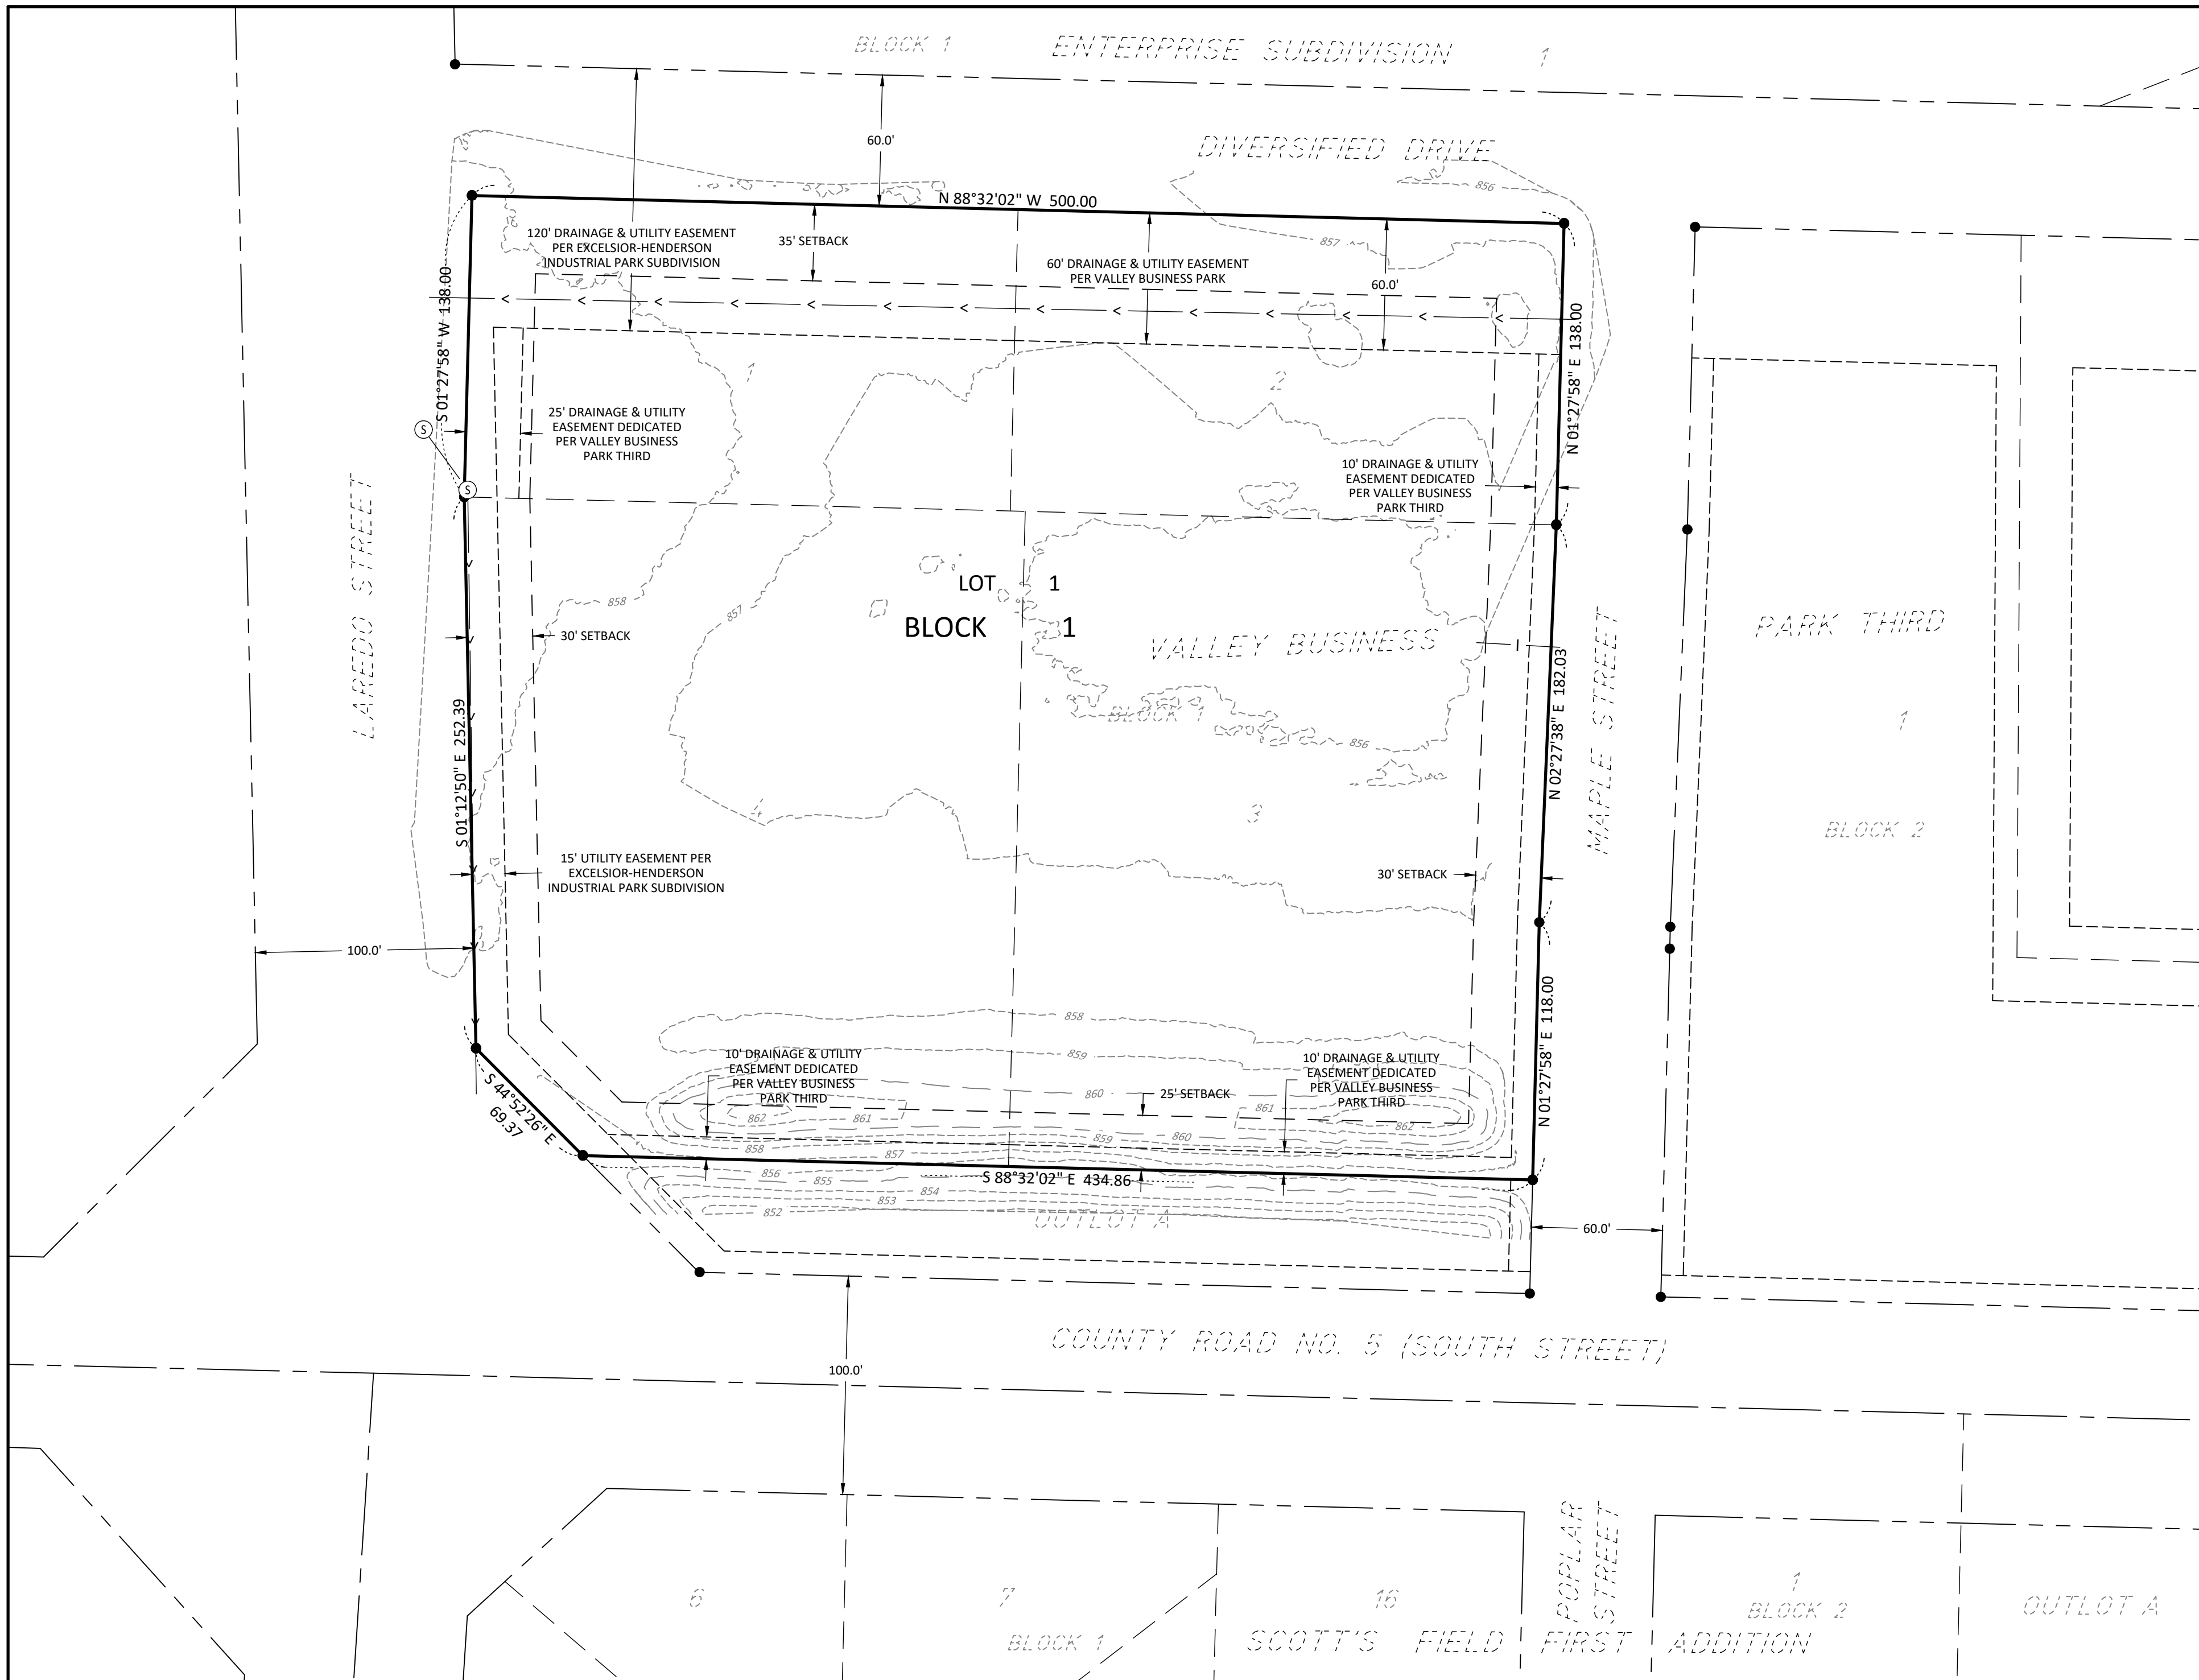 BLOCK 1
ENTERPRISE SUBDIVISION
1
60.0'
DIVERSIFIED DRIVE
856
N 88°32'02" W 500.00
120' DRAINAGE & UTILITY EASEMENT
PER EXCELSIOR-HENDERSON
INDUSTRIAL PARK SUBDIVISION
35' SETBACK
857
60' DRAINAGE & UTILITY EASEMENT
PER VALLEY BUSINESS PARK
60.0'
S 01°27'58" W 138.00
N 01°27'58" E 138.00
1
2
25' DRAINAGE & UTILITY
EASEMENT DEDICATED
PER VALLEY BUSINESS
PARK THIRD
S
S
10' DRAINAGE & UTILITY
EASEMENT DEDICATED
PER VALLEY BUSINESS
PARK THIRD
LAREDO STREET
858
857
LOT 1
BLOCK 1
30' SETBACK
VALLEY BUSINESS
PARK THIRD
BLOCK 1
1
856
MAPLE STREET
N 02°27'38" E 182.03
S 01°12'50" E 252.39
4
3
BLOCK 2
15' UTILITY EASEMENT PER
EXCELSIOR-HENDERSON
INDUSTRIAL PARK SUBDIVISION
30' SETBACK
100.0'
858
859
N 01°27'58" E 118.00
10' DRAINAGE & UTILITY
EASEMENT DEDICATED
PER VALLEY BUSINESS
PARK THIRD
10' DRAINAGE & UTILITY
EASEMENT DEDICATED
PER VALLEY BUSINESS
PARK THIRD
860
25' SETBACK
S 44°52'26" E
69.37
862
861
861
862
859
860
858
857
856
855
S 88°32'02" E 434.86
854
853
852
OUTLOT A
60.0'
COUNTY ROAD NO. 5 (SOUTH STREET)
100.0'
POPLAR
STREET
6
7
16
1
BLOCK 2
OUTLOT A
BLOCK 1
SCOTT'S FIELD FIRST ADDITION